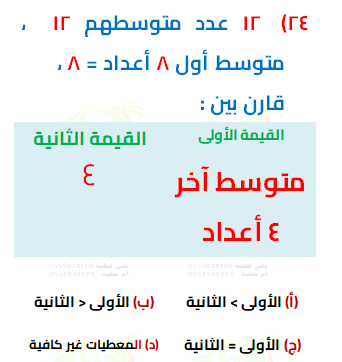 ٢٤) ١٢ عدد متوسطهم ١٢ ،
متوسط أول ٨ أعداد = ٨ ،
قارن بين :
القيمة الأولى القيمة الثانية
متوسط آخر ٤ أعداد ٤
(أ) الأولى > الثانية (ب) الأولى < الثانية
(ج) الأولى = الثانية (د) المعطيات غير كافية